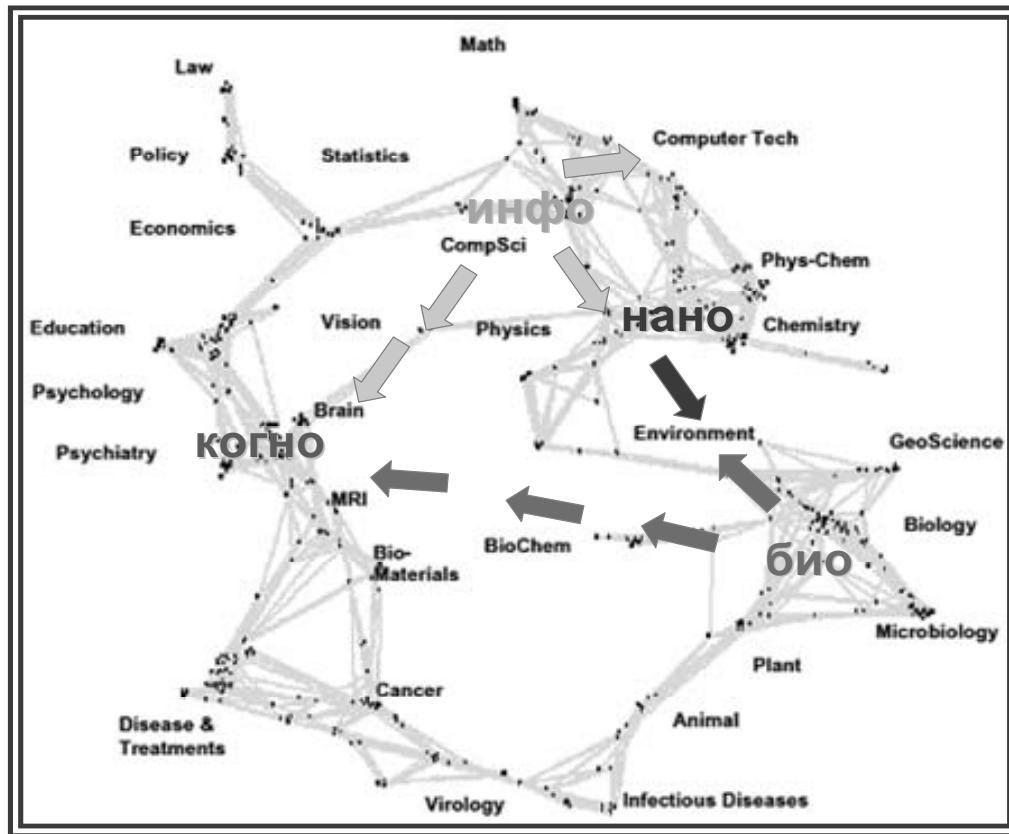 Math
Law
Computer Tech
Policy
Statistics
инфо
Economics
CompSci
Phys-Chem
нано
Education
Vision
Physics
Chemistry
Psychology
Brain
Environment
GeoScience
Psychiatry
когно
MRI
Biology
BioChem
био
Bio-
Materials
Microbiology
Plant
Cancer
Animal
Disease &
Treatments
Virology
Infectious Diseases